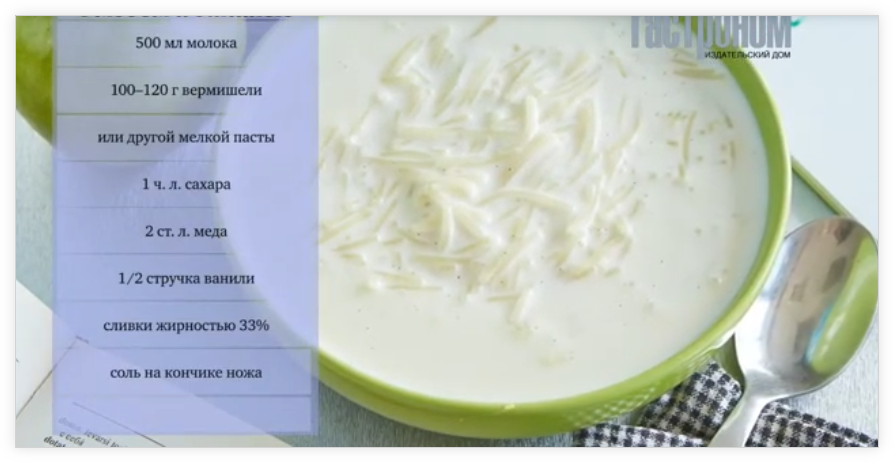 500 мл молока
100–120 г вермишели
или другой мелкой пасты
1 ч. л. сахара
2 ст. л. меда
1/2 стручка ванили
сливки жирностью 33%
соль на кончике ножа
гастроном
ИЗДАТЕЛЬСКИЙ ДОМ